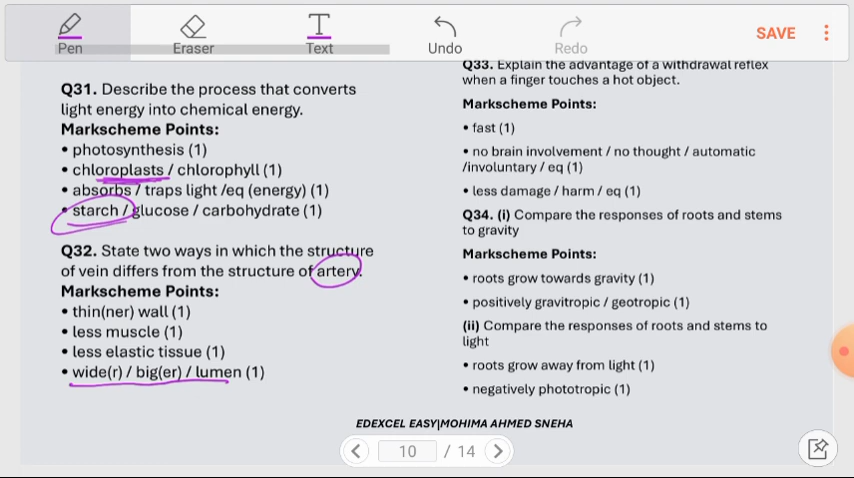 Pen
Eraser
Text
Undo
Redo
SAVE
Q31. Describe the process that converts
light energy into chemical energy.
Markscheme Points:
• photosynthesis (1)
• chloroplasts / chlorophyll (1)
• absorbs / traps light /eq (energy) (1)
• starch / glucose / carbohydrate (1)
Q32. State two ways in which the structure
of vein differs from the structure of artery.
Markscheme Points:
• thin(ner) wall (1)
• less muscle (1)
• less elastic tissue (1)
• wide(r) / big(er) / lumen (1)
Q33. Explain the advantage of a withdrawal reflex
when a finger touches a hot object.
Markscheme Points:
• fast (1)
• no brain involvement / no thought / automatic
/involuntary / eq (1)
• less damage / harm / eq (1)
Q34. (i) Compare the responses of roots and stems
to gravity
Markscheme Points:
• roots grow towards gravity (1)
• positively gravitropic / geotropic (1)
(ii) Compare the responses of roots and stems to
light
• roots grow away from light (1)
• negatively phototropic (1)
EDEXCEL EASY|MOHIMA AHMED SNEHA
10 / 14